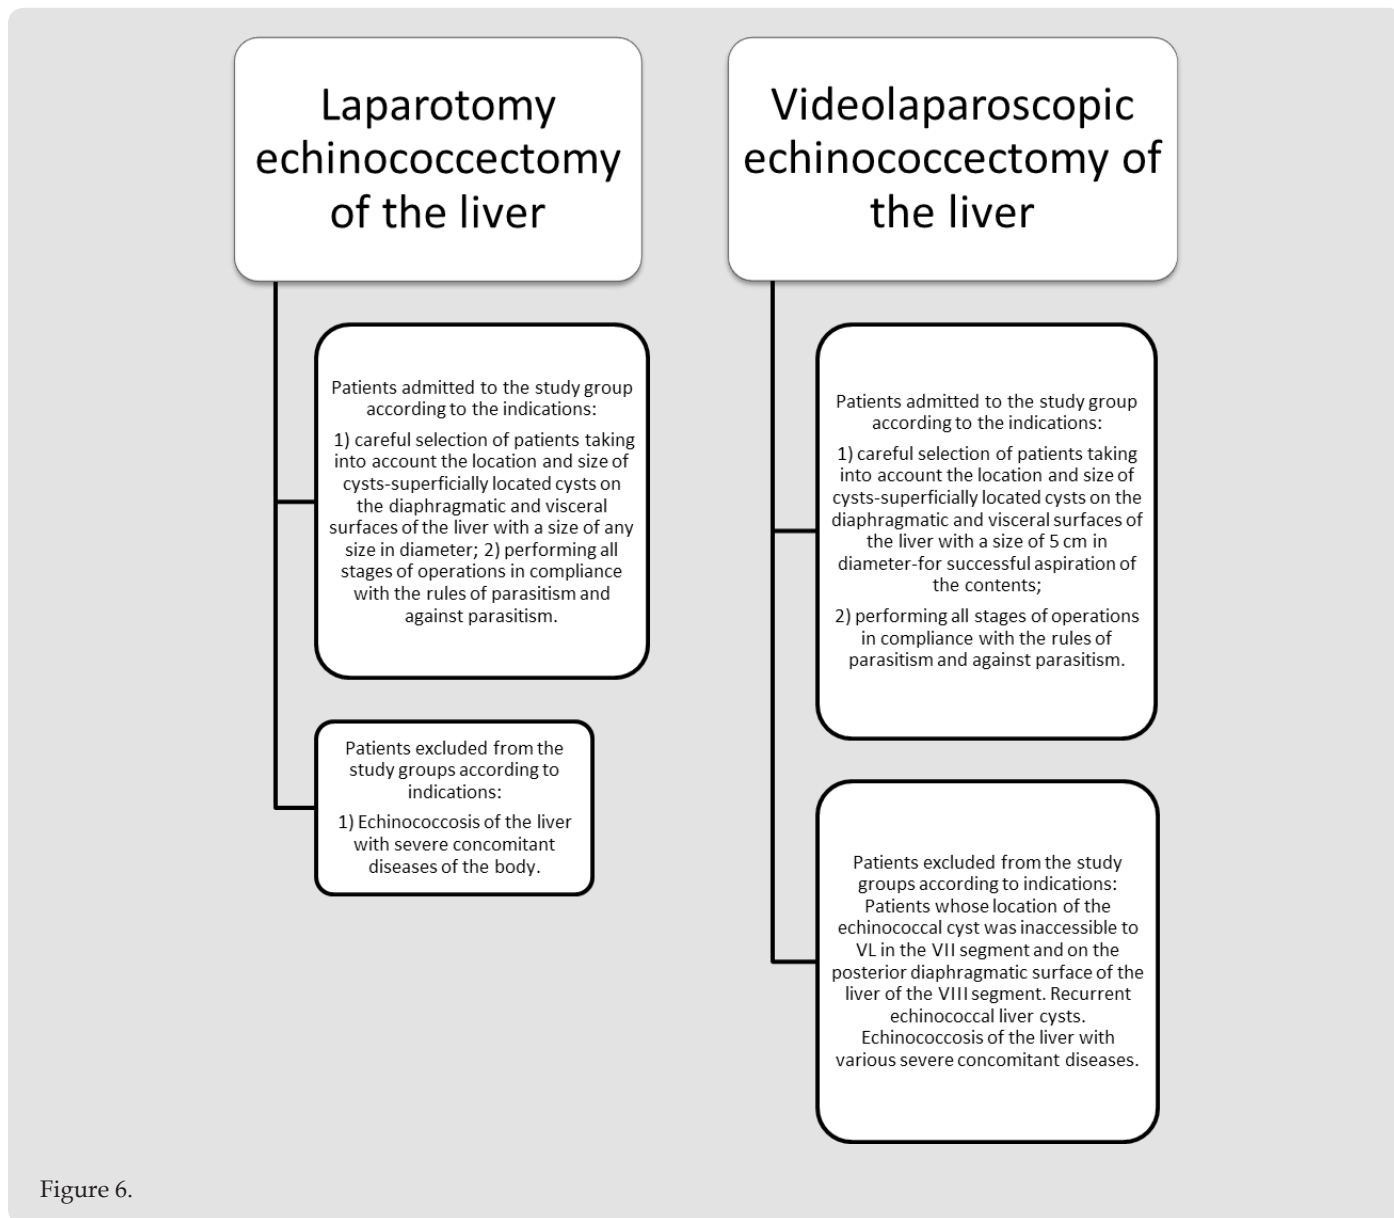 Laparotomy
echinococcectomy
of the liver
Patients admitted to the study group
according to the indications:
1) careful selection of patients taking
into account the location and size of
cysts-superficially located cysts on
the diaphragmatic and visceral
surfaces of the liver with a size of any
size in diameter; 2) performing all
stages of operations in compliance
with the rules of parasitism and
against parasitism.
Patients excluded from the
study groups according to
indications:
1) Echinococcosis of the liver
with severe concomitant
diseases of the body.
Videolaparoscopic
echinococcectomy of
the liver
Patients admitted to the study group
according to the indications:
1) careful selection of patients taking
into account the location and size of
cysts-superficially located cysts on the
diaphragmatic and visceral surfaces of
the liver with a size of 5 cm in
diameter-for successful aspiration of
the contents;
2) performing all stages of operations
in compliance with the rules of
parasitism and against parasitism.
Patients excluded from the study
groups according to indications:
Patients whose location of the
echinococcal cyst was inaccessible to
VL in the VII segment and on the
posterior diaphragmatic surface of the
liver of the VIII segment. Recurrent
echinococcal liver cysts.
Echinococcosis of the liver with
various severe concomitant diseases.
Figure 6.